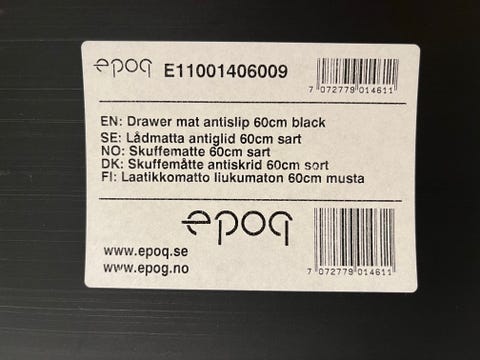 epoq E11001406009
7 072779 014611
EN: Drawer mat antislip 60cm black
SE: Lådmatta antiglid 60cm sart
NO: Skuffematte 60cm sart
DK: Skuffemåtte antiskrid 60cm sort
FI: Laatikkomatto liukumaton 60cm musta
epoq
www.epoq.se
www.epog.no
7 072779 014611